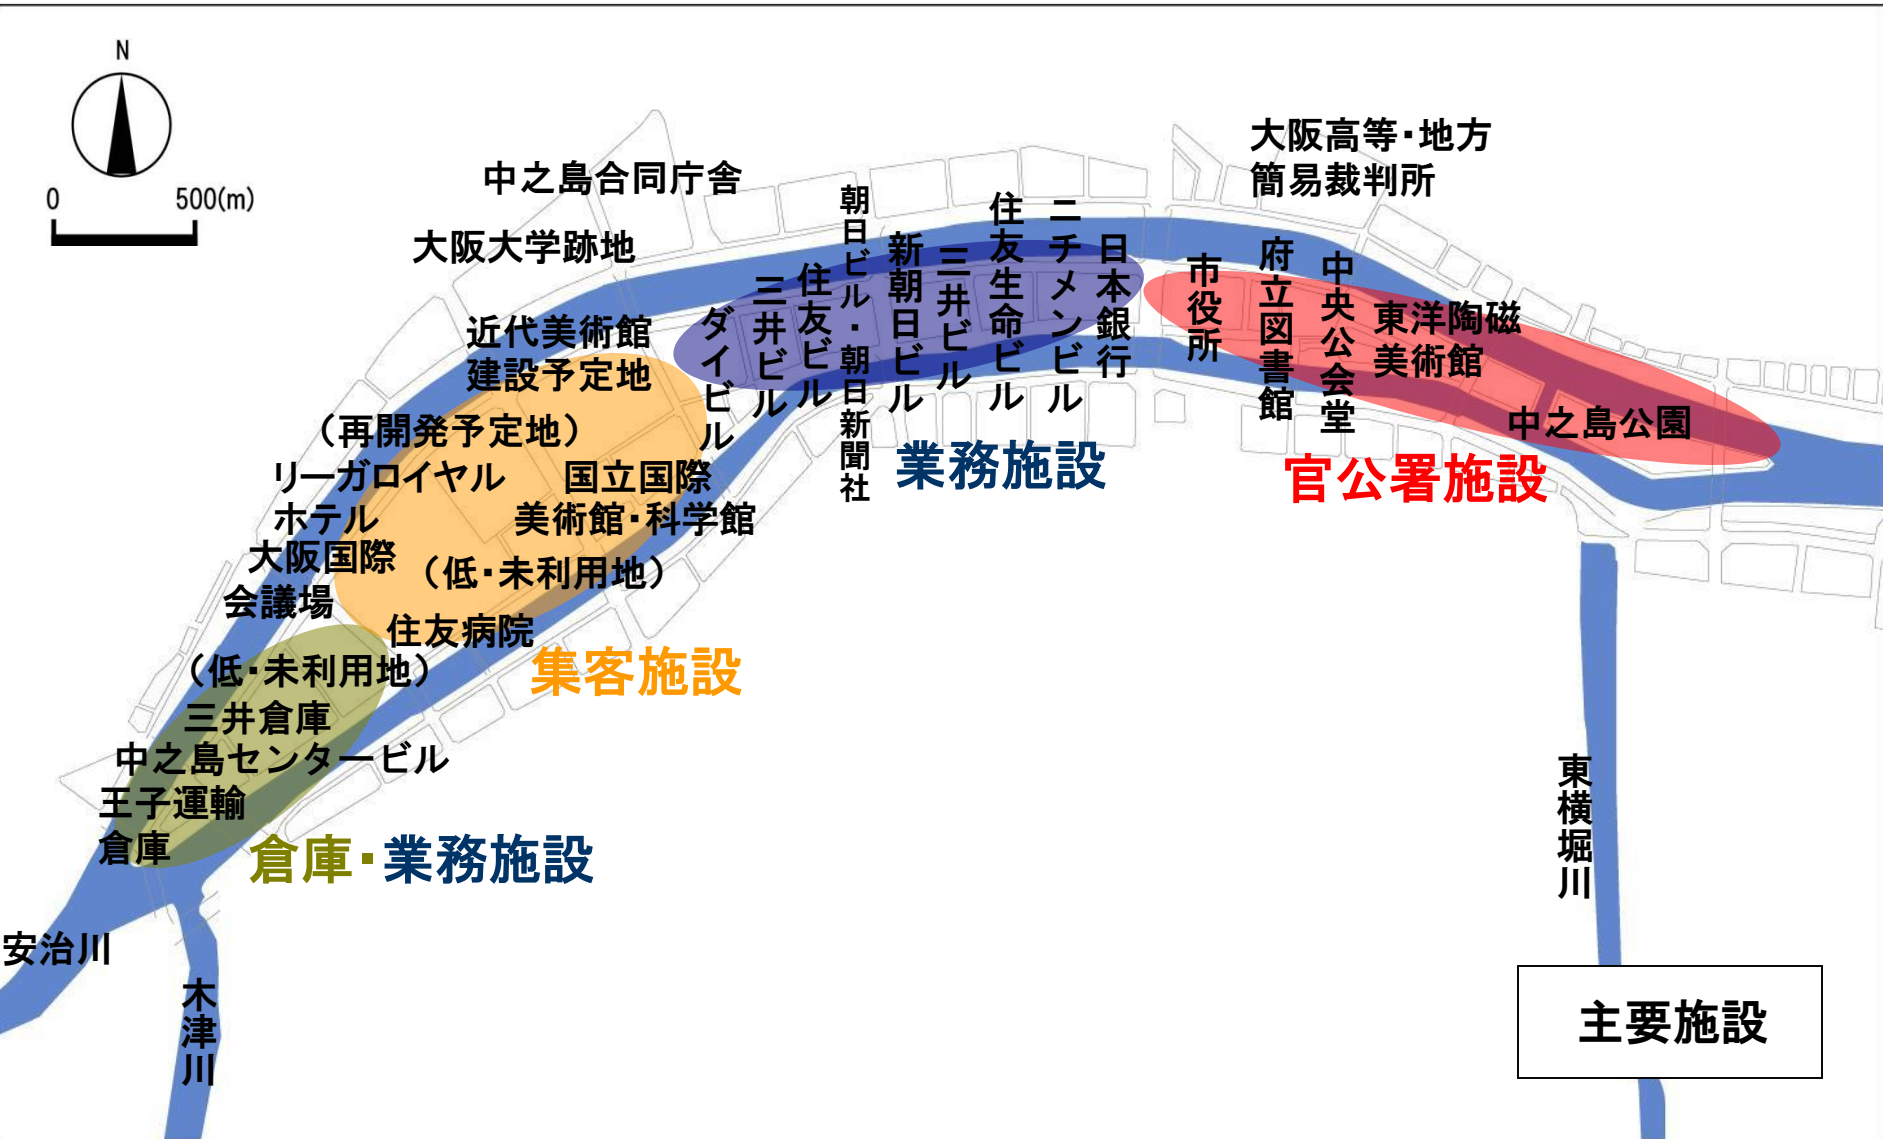 N
0 500(m)
大阪高等・地方
簡易裁判所
中之島合同庁舎
大阪大学跡地
近代美術館
建設予定地
（再開発予定地）
リーガロイヤル
ホテル
国立国際
美術館・科学館
大阪国際
会議場
（低・未利用地）
住友病院
（低・未利用地）
三井倉庫
中之島センタービル
王子運輸
倉庫
ダイビル
三井ビル
住友ビル
朝日ビル・朝日新聞社
新朝日ビル
三井ビル
住友生命ビル
ニチメンビル
日本銀行
市役所
府立図書館
中央公会堂
東洋陶磁
美術館
中之島公園
業務施設
官公署施設
集客施設
倉庫・業務施設
安治川
木津川
東横堀川
主要施設